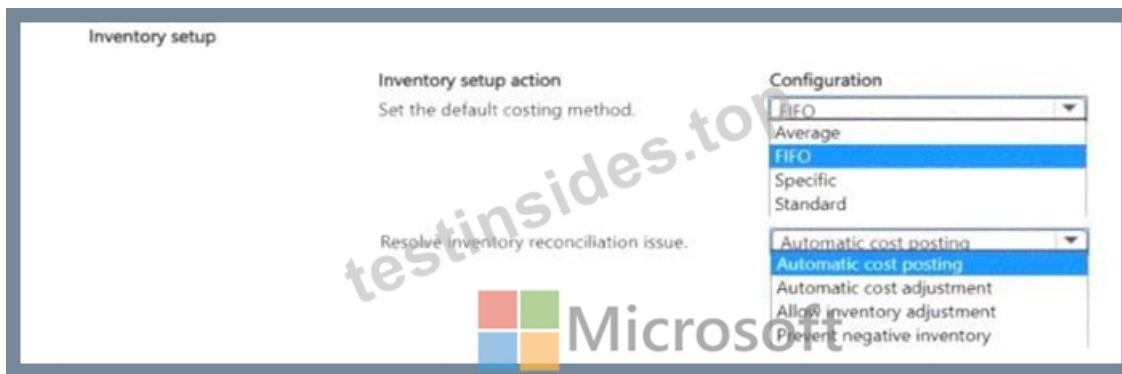 Inventory setup
Inventory setup action Configuration
Set the default costing method. FIFO
Average
FIFO
Specific
Standard
Resolve inventory reconciliation issue. Automatic cost posting
Automatic cost posting
Automatic cost adjustment
Allow inventory adjustment
Prevent negative inventory
testinsides.top
Microsoft